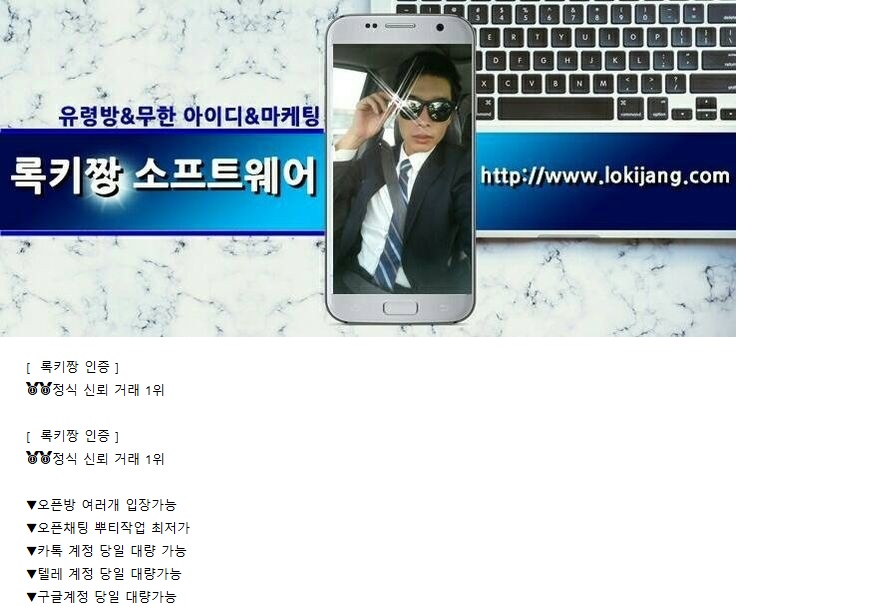 유령방&무한 아이디&마케팅
록키짱 소프트웨어
http://www.lokijang.com
[ 록키짱 인증 ]
🥇🥇정식 신뢰 거래 1위
[ 록키짱 인증 ]
🥇🥇정식 신뢰 거래 1위
▼오픈방 여러개 입장가능
▼오픈채팅 뿌티작업 최저가
▼카톡 계정 당일 대량 가능
▼텔레 계정 당일 대량가능
▼구글계정 당일 대량가능